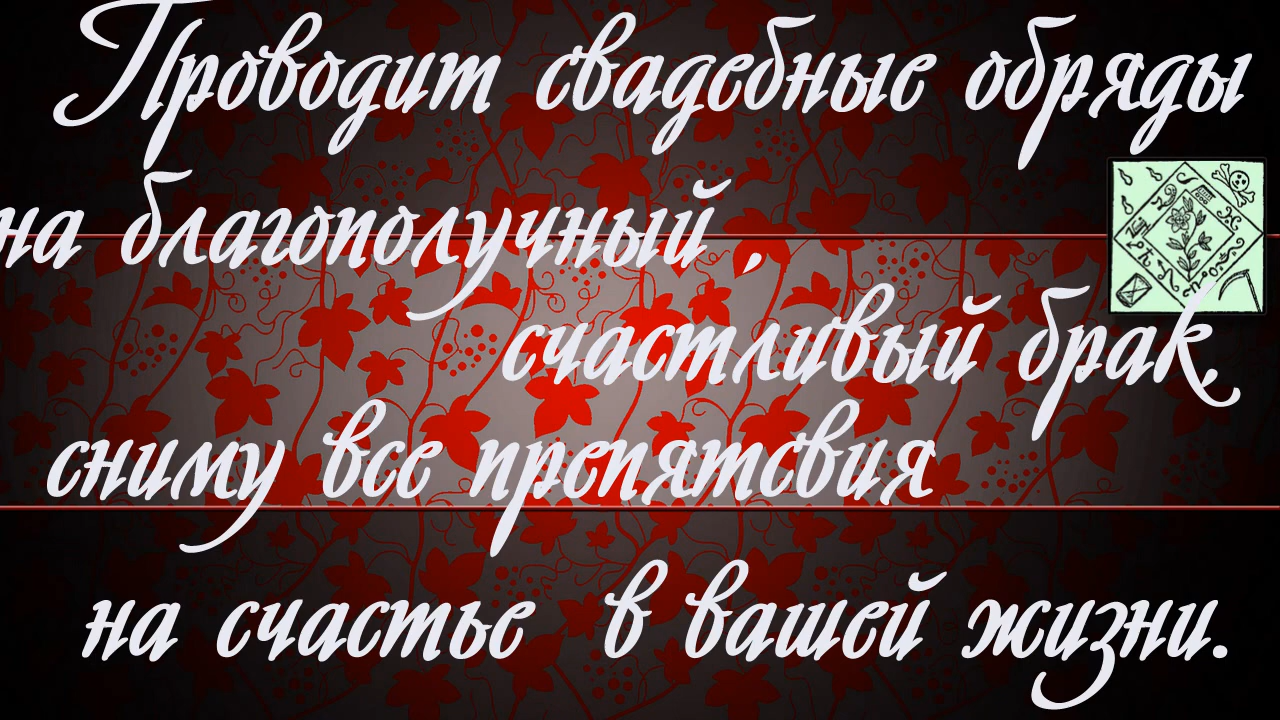 Проводит свадебные обряды
на благополучный ,
счастливый брак,
сниму все препятсвия
на счастье в вашей жизни.